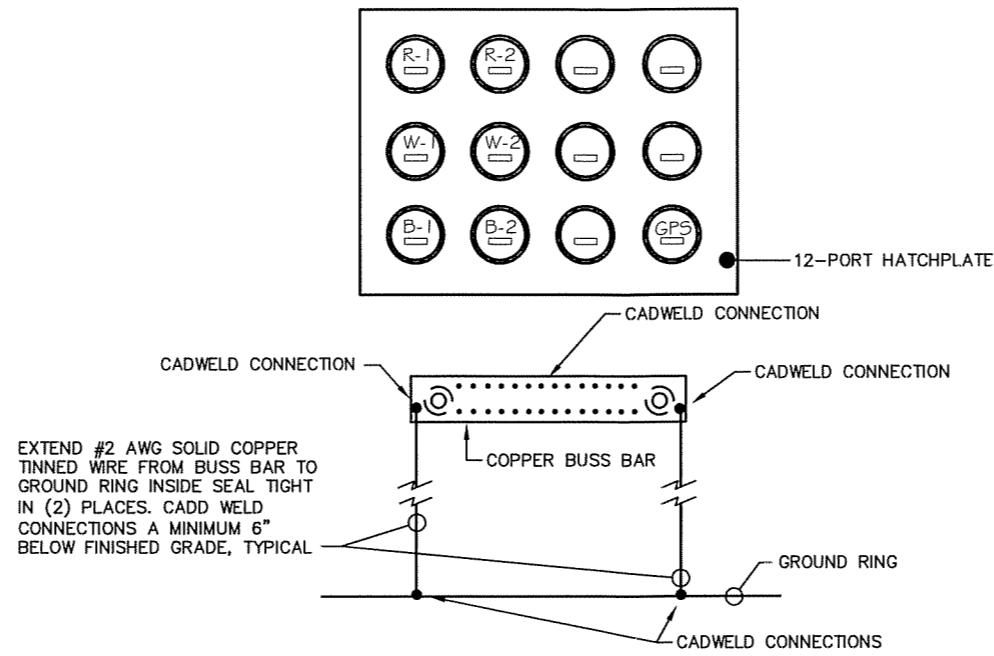 R-1 R-2
W-1 W-2
B-1 B-2 GPS
12-PORT HATCHPLATE
CADWELD CONNECTION
CADWELD CONNECTION
CADWELD CONNECTION
COPPER BUSS BAR
EXTEND #2 AWG SOLID COPPER
TINNED WIRE FROM BUSS BAR TO
GROUND RING INSIDE SEAL TIGHT
IN (2) PLACES. CADD WELD
CONNECTIONS A MINIMUM 6"
BELOW FINISHED GRADE, TYPICAL
GROUND RING
CADWELD CONNECTIONS